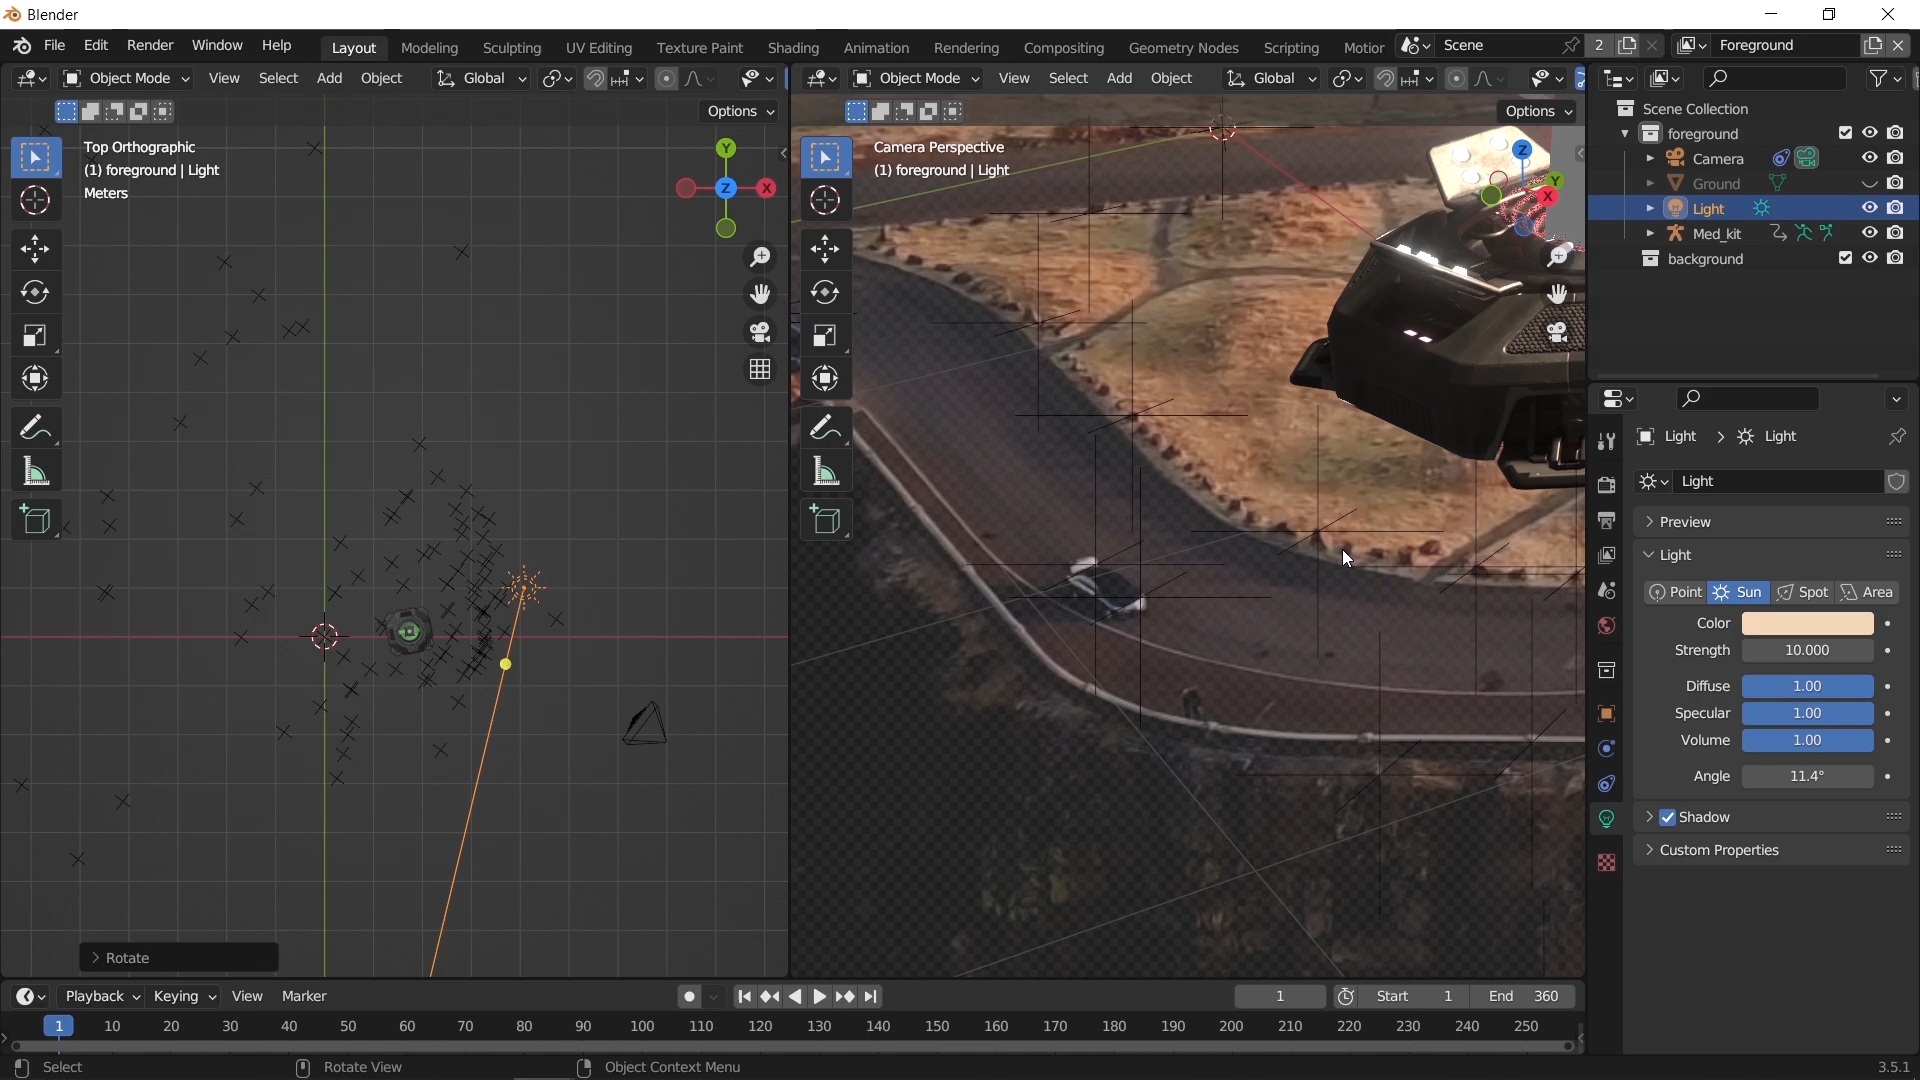 Blender
File Edit Render Window Help Layout Modeling Sculpting UV Editing Texture Paint Shading Animation Rendering Compositing Geometry Nodes Scripting Motior Scene 2 Foreground
Object Mode View Select Add Object Global
Object Mode View Select Add Object Global
Options
Options
Top Orthographic
(1) foreground | Light
Meters
Y
Z
X
Camera Perspective
(1) foreground | Light
Z
Y
X
Rotate
Scene Collection
foreground
Camera
Ground
Light
Med_kit
background
Light > Light
Light
Preview
Light
Point Sun Spot Area
Color
Strength 10.000
Diffuse 1.00
Specular 1.00
Volume 1.00
Angle 11.4°
Shadow
Custom Properties
Playback Keying View Marker 1 Start 1 End 360
1 10 20 30 40 50 60 70 80 90 100 110 120 130 140 150 160 170 180 190 200 210 220 230 240 250
Select Rotate View Object Context Menu 3.5.1